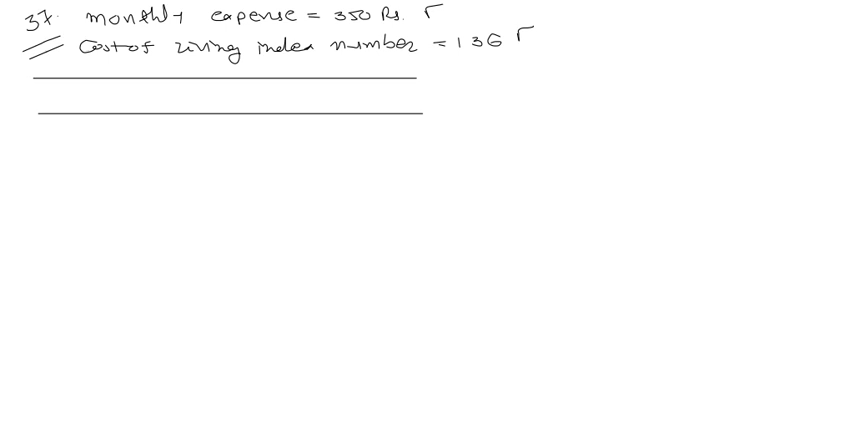 37. monthly expense = 350 Rs.
Cost of living index number = 136